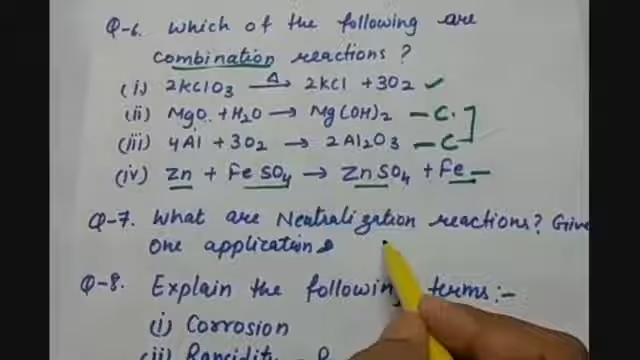 Q-6. Which of the following are
combination reactions ?
(i) 2KClO3 —Δ→ 2KCl + 3O2 ✓
(ii) MgO + H2O → Mg(OH)2 — C.
(iii) 4Al + 3O2 → 2Al2O3 — C
(iv) Zn + FeSO4 → ZnSO4 + Fe —
Q-7. What are Neutralization reactions? Give
one application.
Q-8. Explain the following terms:-
(i) Corrosion
(ii) Rancidity